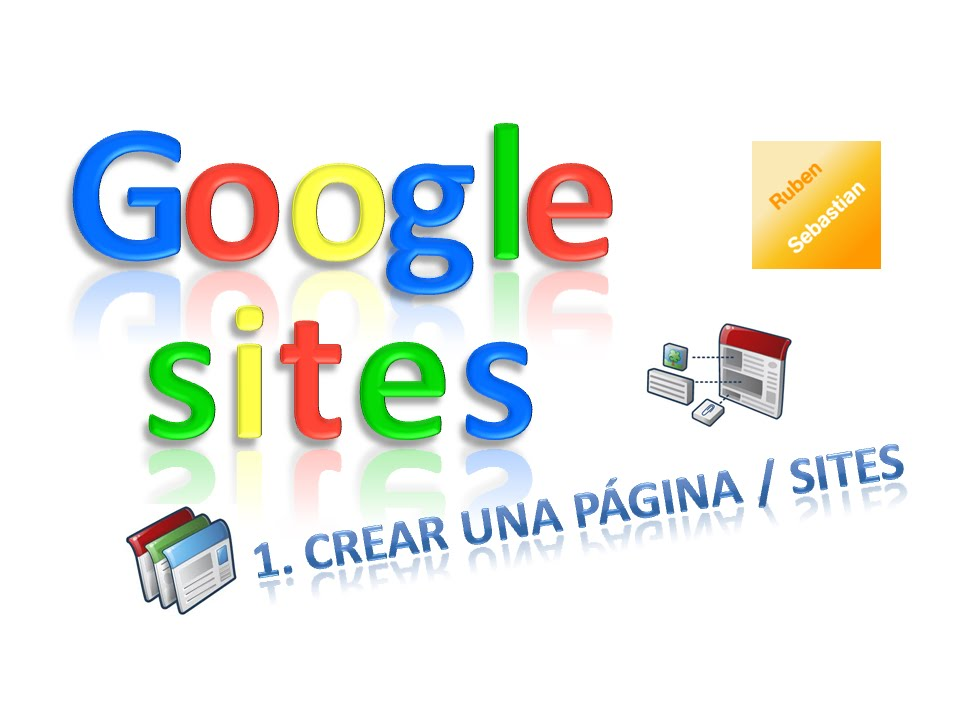 Google
sites
Ruben
Sebastian
1. CREAR UNA PÁGINA / SITES